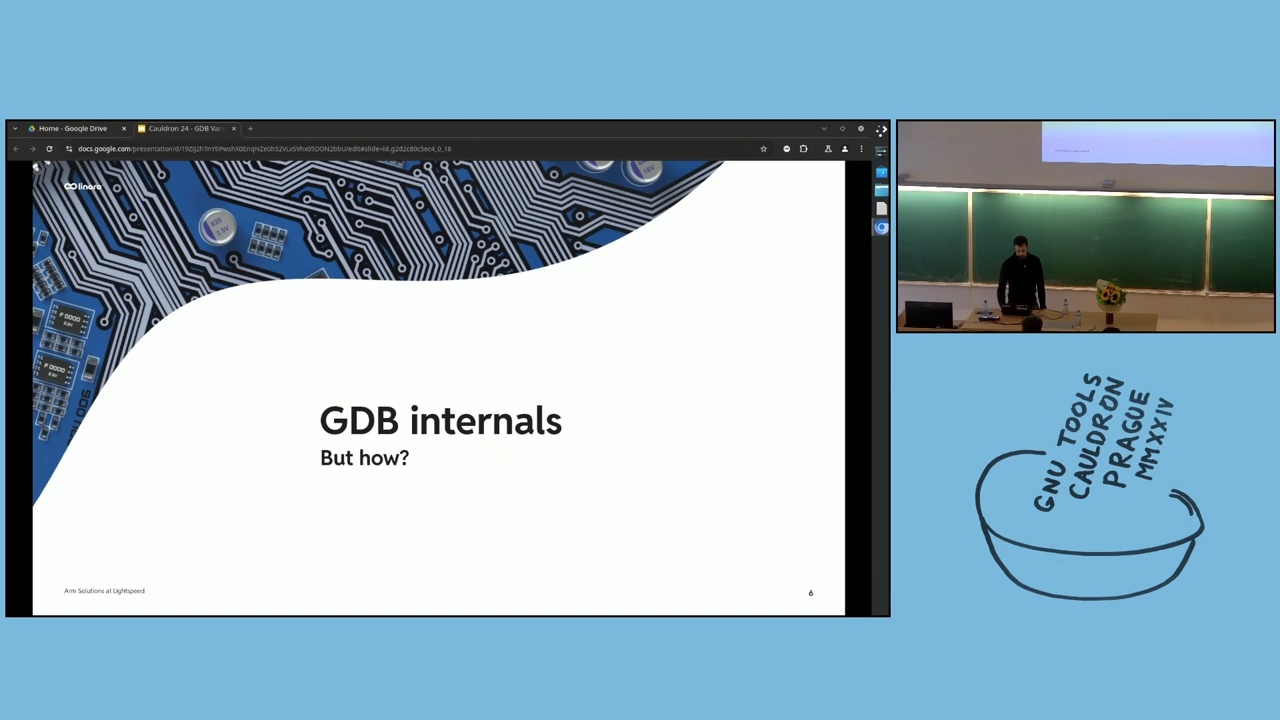 Home - Google Drive
Cauldron 24 - GDB Var
linaro
GDB internals
But how?
Arm Solutions at Lightspeed
6
GNU TOOLS
CAULDRON
PRAGUE
MMXXIV